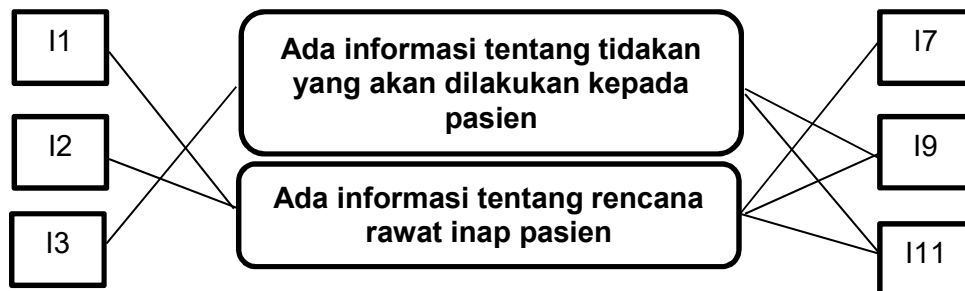 I1
I2
I3
Ada informasi tentang tidakan
yang akan dilakukan kepada
pasien
Ada informasi tentang rencana
rawat inap pasien
I7
I9
I11